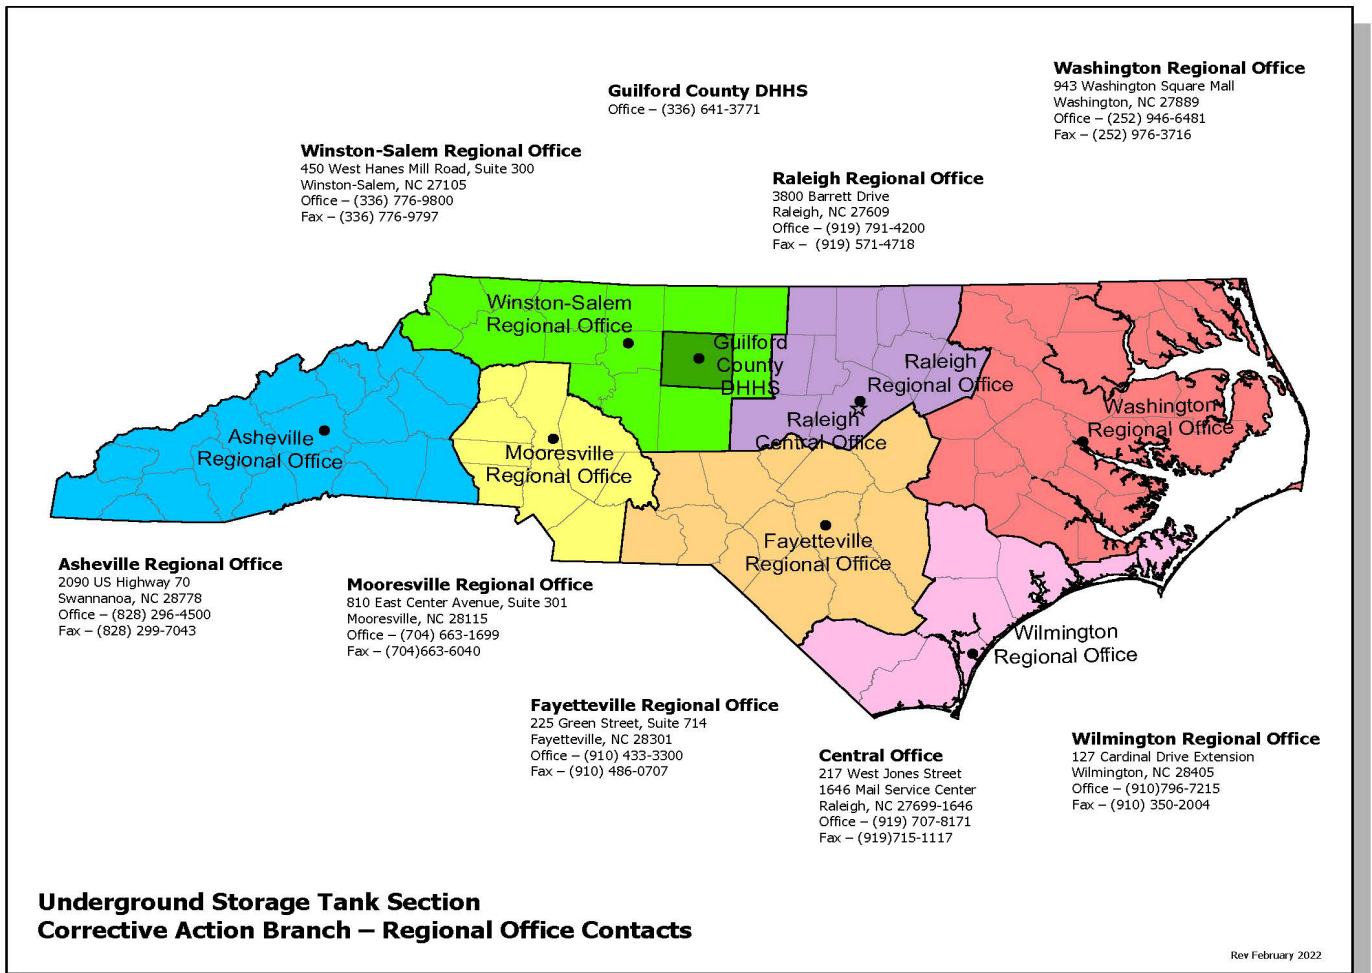 Washington Regional Office
943 Washington Square Mall
Washington, NC 27889
Office – (252) 946-6481
Fax – (252) 976-3716
Guilford County DHHS
Office – (336) 641-3771
Winston-Salem Regional Office
450 West Hanes Mill Road, Suite 300
Winston-Salem, NC 27105
Office – (336) 776-9800
Fax – (336) 776-9797
Raleigh Regional Office
3800 Barrett Drive
Raleigh, NC 27609
Office – (919) 791-4200
Fax – (919) 571-4718
Winston-Salem
Regional Office
Guilford
County
DHHS
Raleigh
Regional Office
Raleigh
Central Office
Washington
Regional Office
Asheville
Regional Office
Mooresville
Regional Office
Fayetteville
Regional Office
Wilmington
Regional Office
Asheville Regional Office
2090 US Highway 70
Swannanoa, NC 28778
Office – (828) 296-4500
Fax – (828) 299-7043
Mooresville Regional Office
810 East Center Avenue, Suite 301
Mooresville, NC 28115
Office – (704) 663-1699
Fax – (704)663-6040
Fayetteville Regional Office
225 Green Street, Suite 714
Fayetteville, NC 28301
Office – (910) 433-3300
Fax – (910) 486-0707
Central Office
217 West Jones Street
1646 Mail Service Center
Raleigh, NC 27699-1646
Office – (919) 707-8171
Fax – (919)715-1117
Wilmington Regional Office
127 Cardinal Drive Extension
Wilmington, NC 28405
Office – (910)796-7215
Fax – (910) 350-2004
Underground Storage Tank Section
Corrective Action Branch – Regional Office Contacts
Rev February 2022